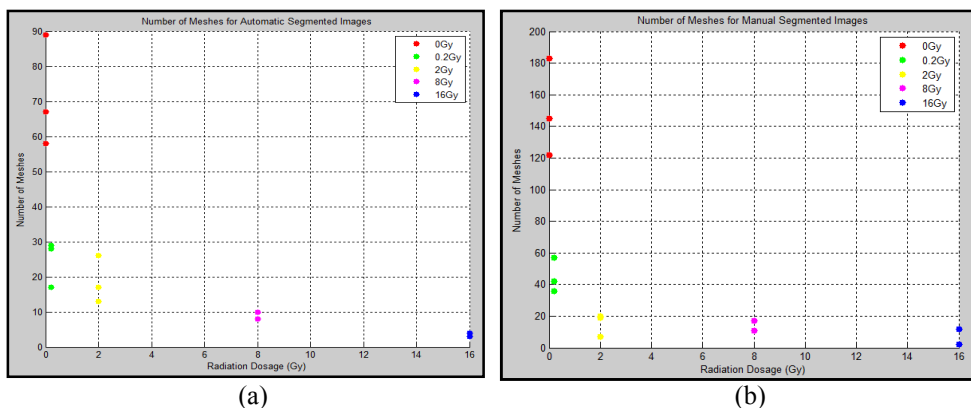 Number of Meshes for Automatic Segmented Images
90
80
70
60
50
40
30
20
10
0
Number of Meshes
0Gy
0.2Gy
2Gy
8Gy
16Gy
0 2 4 6 8 10 12 14 16
Radiation Dosage (Gy)
(a)
Number of Meshes for Manual Segmented Images
200
180
160
140
120
100
80
60
40
20
0
Number of Meshes
0Gy
0.2Gy
2Gy
8Gy
16Gy
0 2 4 6 8 10 12 14 16
Radiation Dosage (Gy)
(b)